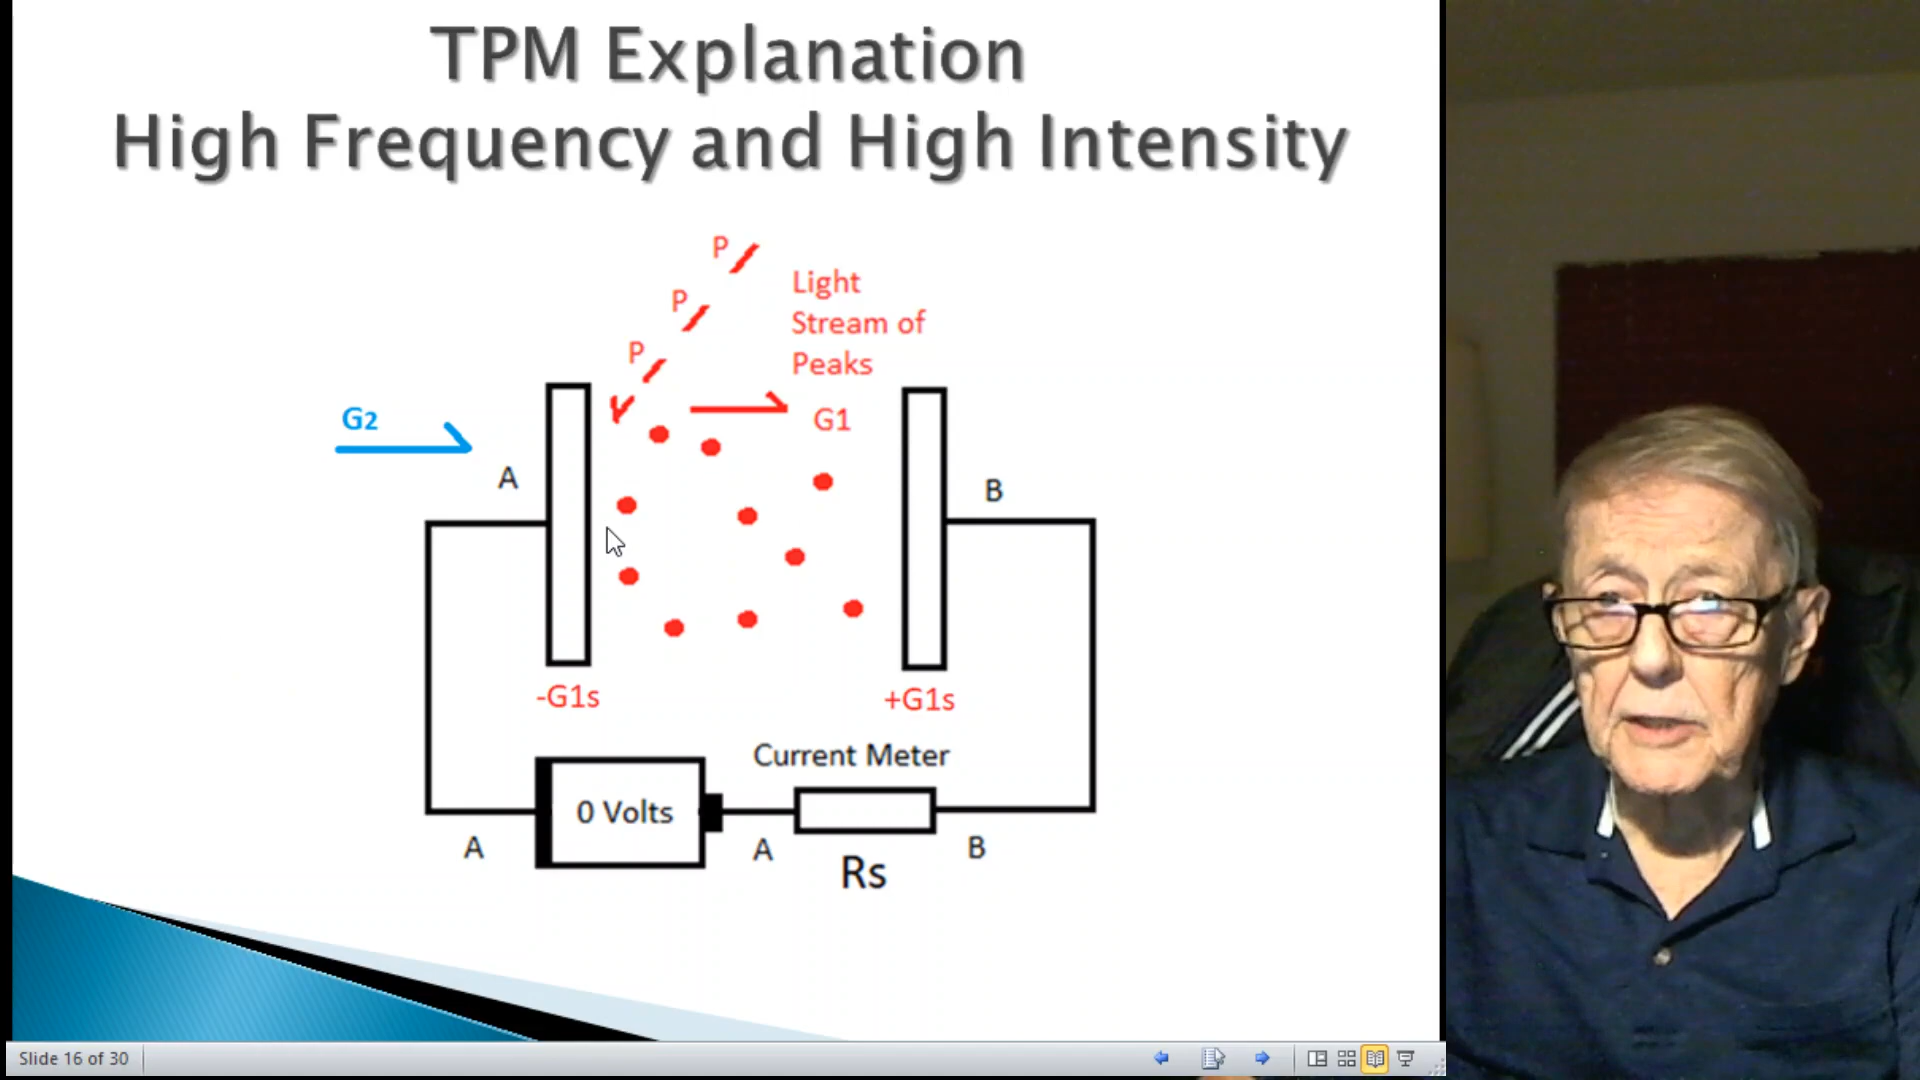 TPM Explanation
High Frequency and High Intensity
P
P
P
Light
Stream of
Peaks
G2
G1
A
B
-G1s
+G1s
Current Meter
0 Volts
A
A
B
Rs
Slide 16 of 30